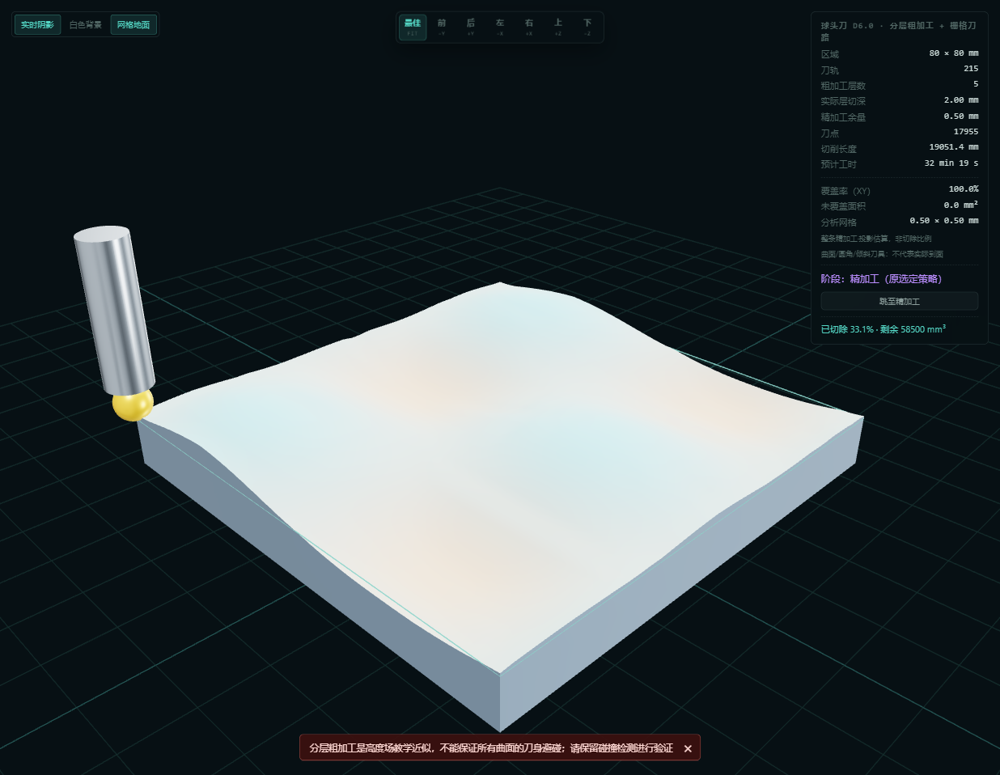 实时阴影 白色背景 网格地面
最佳 前 后 左 右 上 下
FIT -Y +Y -X +X +Z -Z
球头刀 D6.0 · 分层粗加工 + 栅格刀
路
区域 80 × 80 mm
刀轨 215
粗加工层数 5
实际层切深 2.00 mm
精加工余量 0.50 mm
刀点 17955
切削长度 19051.4 mm
预计工时 32 min 19 s
覆盖率（XY） 100.0%
未覆盖面积 0.0 mm²
分析网格 0.50 × 0.50 mm
整条精加工投影估算，非切除比例
曲面/圆角/倾斜刀具：不代表实际到面
阶段：精加工（原选定策略）
跳至精加工
已切除 33.1% · 剩余 58500 mm³
分层粗加工是高度场教学近似，不能保证所有曲面的刀身避碰；请保留碰撞检测进行验证 ×